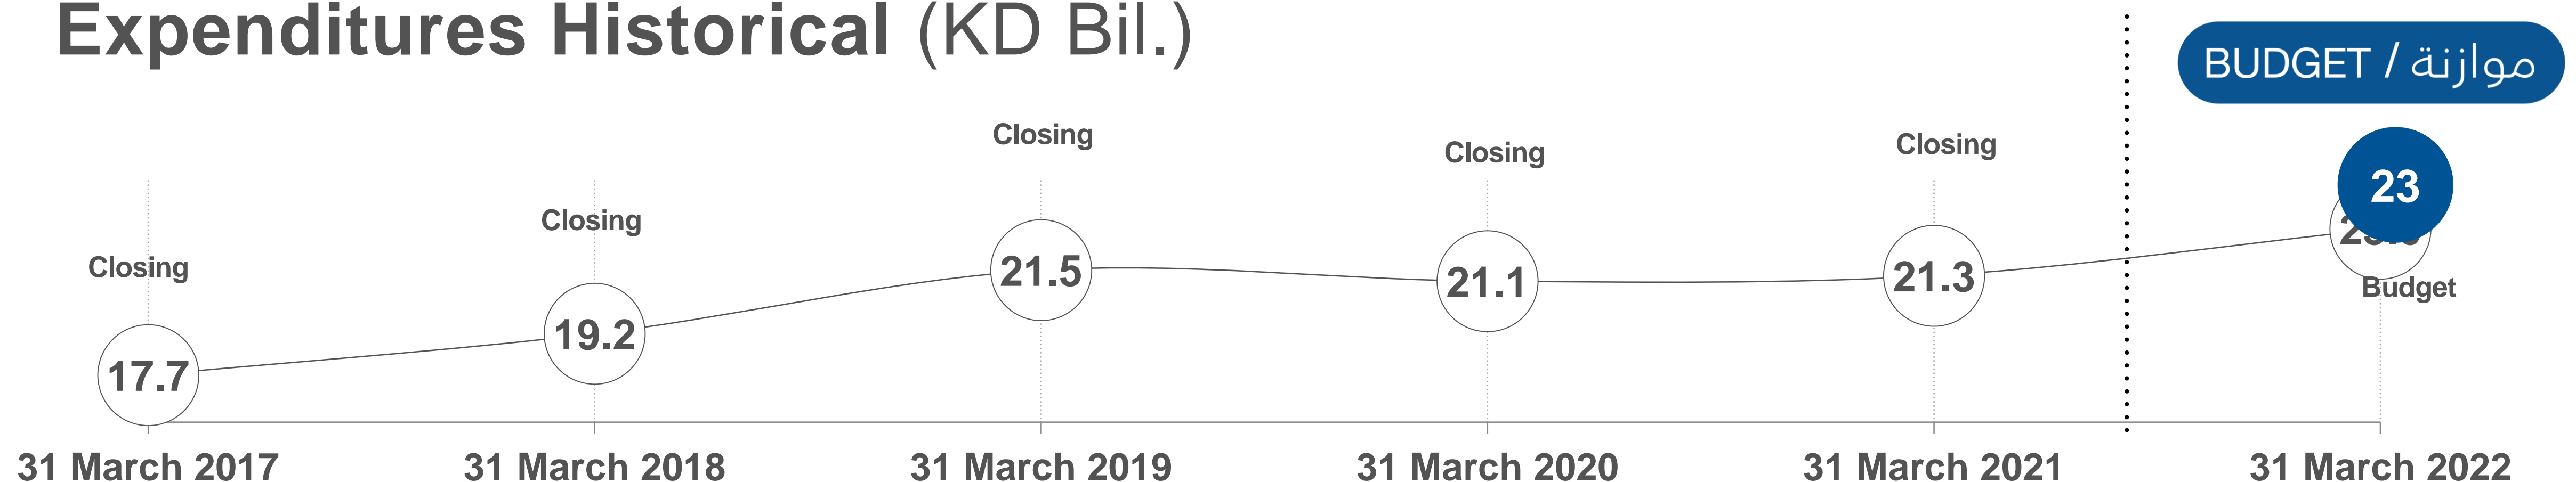 Expenditures Historical (KD Bil.)
BUDGET / موازنة
Closing
Closing
Closing
Closing
Closing
23
Budget
17.7
19.2
21.5
21.1
21.3
31 March 2017
31 March 2018
31 March 2019
31 March 2020
31 March 2021
31 March 2022